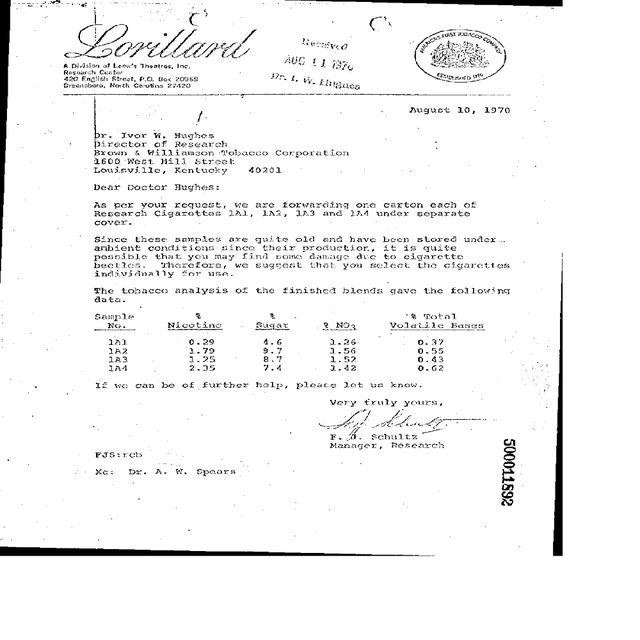 Lorillard
A Division of Loew's Theatres, Inc.
Research Center
420 English Street, P.O. Box 20969
Greensboro, North Carolina 27420
Received
AUG 11 1970
Dr. I. W. Hughes
AMERICA'S FIRST TOBACCO COMPANY
ESTABLISHED 1760
August 10, 1970
Dr. Ivor W. Hughes
Director of Research
Brown & Williamson Tobacco Corporation
1600 West Hill Street
Louisville, Kentucky 40201
Dear Doctor Hughes:
As per your request, we are forwarding one carton each of
Research Cigarettes 1A1, 1A2, 1A3 and 1A4 under separate
cover.
Since these samples are quite old and have been stored under
ambient conditions since their production, it is quite
possible that you may find some damage due to cigarette
beetles. Therefore, we suggest that you select the cigarettes
individually for use.
The tobacco analysis of the finished blends gave the following
data.
Sample % % % Total
No. Nicotine Sugar % NO3 Volatile Bases
1A1 0.29 4.6 1.26 0.37
1A2 1.79 9.7 1.56 0.55
1A3 1.25 8.7 1.52 0.43
1A4 2.35 7.4 1.42 0.62
If we can be of further help, please let us know.
Very truly yours,
F. J. Schultz
F. J. Schultz
Manager, Research
FJS:rcb
Xc: Dr. A. W. Spears
500011892